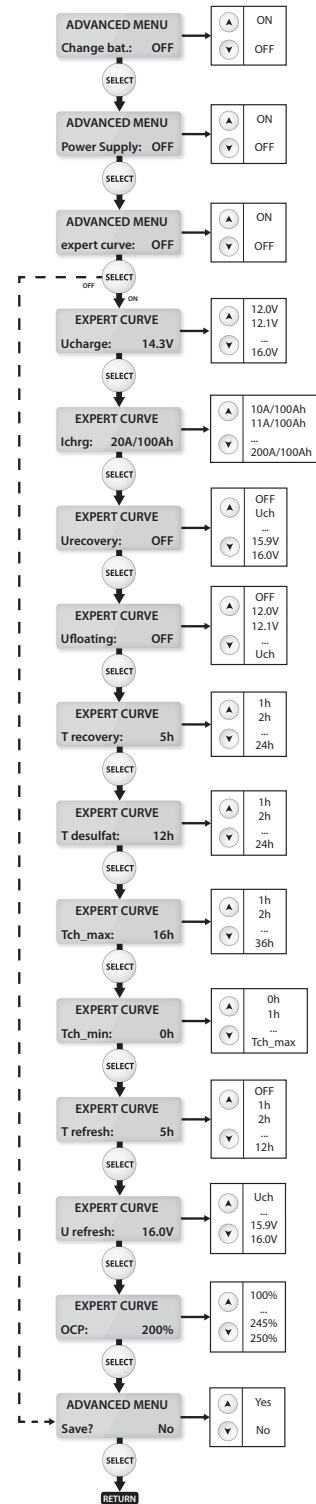 ADVANCED MENU
Change bat.: OFF
ON
OFF
SELECT
ADVANCED MENU
Power Supply: OFF
ON
OFF
SELECT
ADVANCED MENU
expert curve: OFF
ON
OFF
OFF
SELECT
ON
EXPERT CURVE
Ucharge: 14.3V
12.0V
12.1V
...
16.0V
SELECT
EXPERT CURVE
Ichrg: 20A/100Ah
10A/100Ah
11A/100Ah
...
200A/100Ah
SELECT
EXPERT CURVE
Urecovery: OFF
OFF
Uch
...
15.9V
16.0V
SELECT
EXPERT CURVE
Ufloating: OFF
OFF
12.0V
12.1V
...
Uch
SELECT
EXPERT CURVE
T recovery: 5h
1h
2h
...
24h
SELECT
EXPERT CURVE
T desulfat: 12h
1h
2h
...
24h
SELECT
EXPERT CURVE
Tch_max: 16h
1h
2h
...
36h
SELECT
EXPERT CURVE
Tch_min: 0h
0h
1h
...
Tch_max
SELECT
EXPERT CURVE
T refresh: 5h
OFF
1h
2h
...
12h
SELECT
EXPERT CURVE
U refresh: 16.0V
Uch
...
15.9V
16.0V
SELECT
EXPERT CURVE
OCP: 200%
100%
...
245%
250%
SELECT
ADVANCED MENU
Save? No
Yes
No
SELECT
RETURN